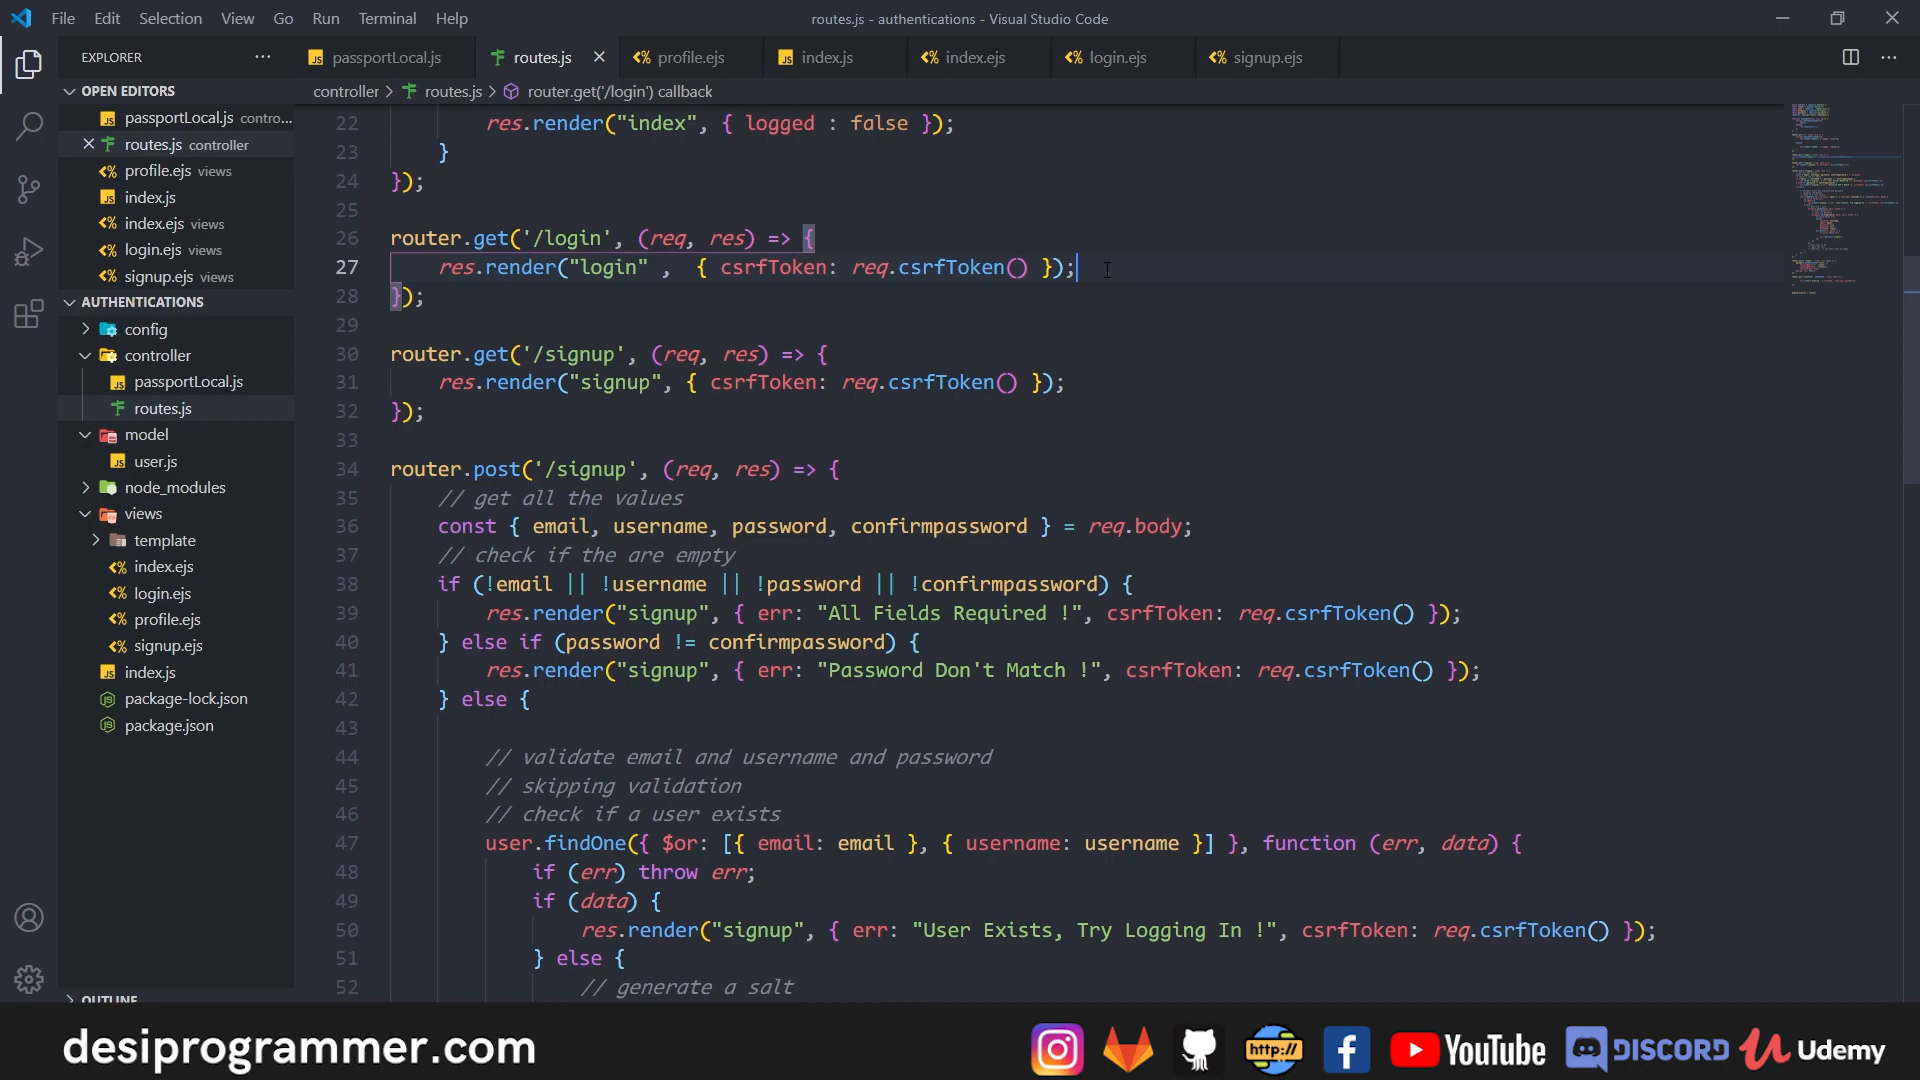 File Edit Selection View Go Run Terminal Help
routes.js - authentications - Visual Studio Code
EXPLORER
passportLocal.js routes.js profile.ejs index.js index.ejs login.ejs signup.ejs
OPEN EDITORS
passportLocal.js contro...
routes.js controller
profile.ejs views
index.js
index.ejs views
login.ejs views
signup.ejs views
AUTHENTICATIONS
config
controller
passportLocal.js
routes.js
model
user.js
node_modules
views
template
index.ejs
login.ejs
profile.ejs
signup.ejs
index.js
package-lock.json
package.json
OUTLINE
controller > routes.js > router.get('/login') callback
22 res.render("index", { logged : false });
23 }
24 });
25
26 router.get('/login', (req, res) => {
27 res.render("login" , { csrfToken: req.csrfToken() });
28 });
29
30 router.get('/signup', (req, res) => {
31 res.render("signup", { csrfToken: req.csrfToken() });
32 });
33
34 router.post('/signup', (req, res) => {
35 // get all the values
36 const { email, username, password, confirmpassword } = req.body;
37 // check if the are empty
38 if (!email || !username || !password || !confirmpassword) {
39 res.render("signup", { err: "All Fields Required !", csrfToken: req.csrfToken() });
40 } else if (password != confirmpassword) {
41 res.render("signup", { err: "Password Don't Match !", csrfToken: req.csrfToken() });
42 } else {
43
44 // validate email and username and password
45 // skipping validation
46 // check if a user exists
47 user.findOne({ $or: [{ email: email }, { username: username }] }, function (err, data) {
48 if (err) throw err;
49 if (data) {
50 res.render("signup", { err: "User Exists, Try Logging In !", csrfToken: req.csrfToken() });
51 } else {
52 // generate a salt
desiprogrammer.com
http:// YouTube DISCORD Udemy